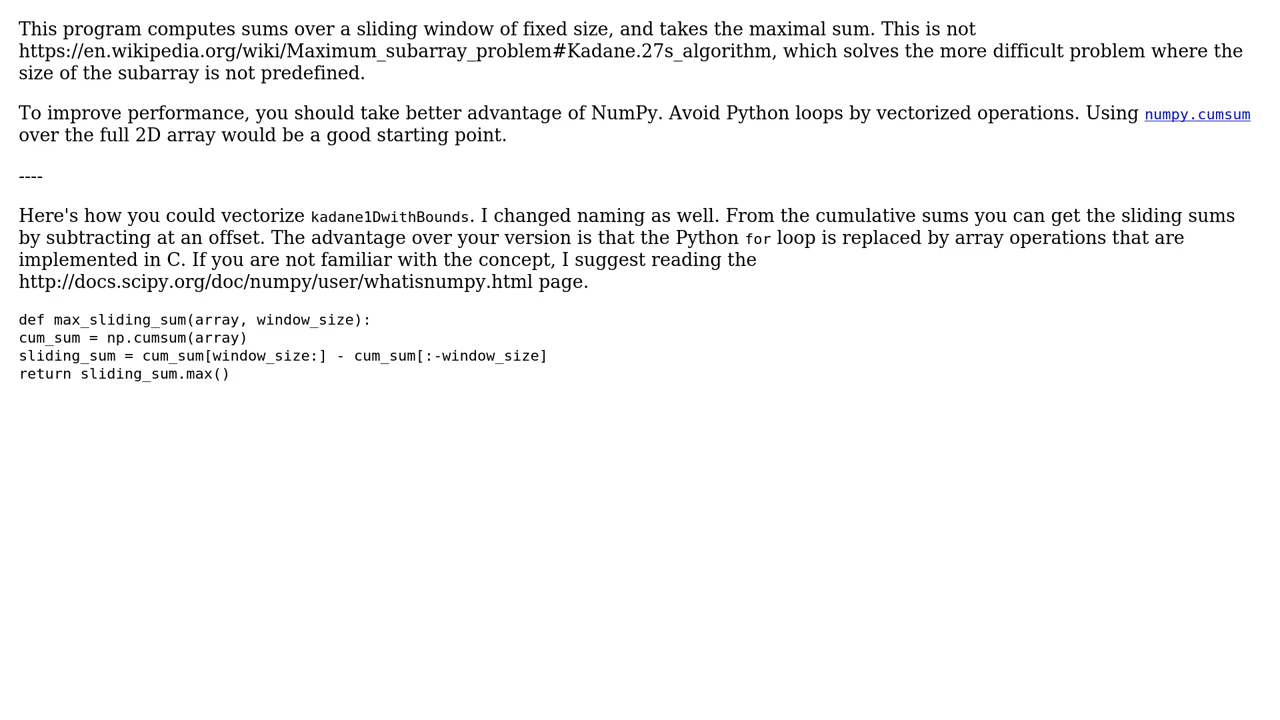 This program computes sums over a sliding window of fixed size, and takes the maximal sum. This is not
https://en.wikipedia.org/wiki/Maximum_subarray_problem#Kadane.27s_algorithm, which solves the more difficult problem where the
size of the subarray is not predefined.
To improve performance, you should take better advantage of NumPy. Avoid Python loops by vectorized operations. Using numpy.cumsum
over the full 2D array would be a good starting point.
----
Here's how you could vectorize kadane1DwithBounds. I changed naming as well. From the cumulative sums you can get the sliding sums
by subtracting at an offset. The advantage over your version is that the Python for loop is replaced by array operations that are
implemented in C. If you are not familiar with the concept, I suggest reading the
http://docs.scipy.org/doc/numpy/user/whatisnumpy.html page.
def max_sliding_sum(array, window_size):
cum_sum = np.cumsum(array)
sliding_sum = cum_sum[window_size:] - cum_sum[:-window_size]
return sliding_sum.max()